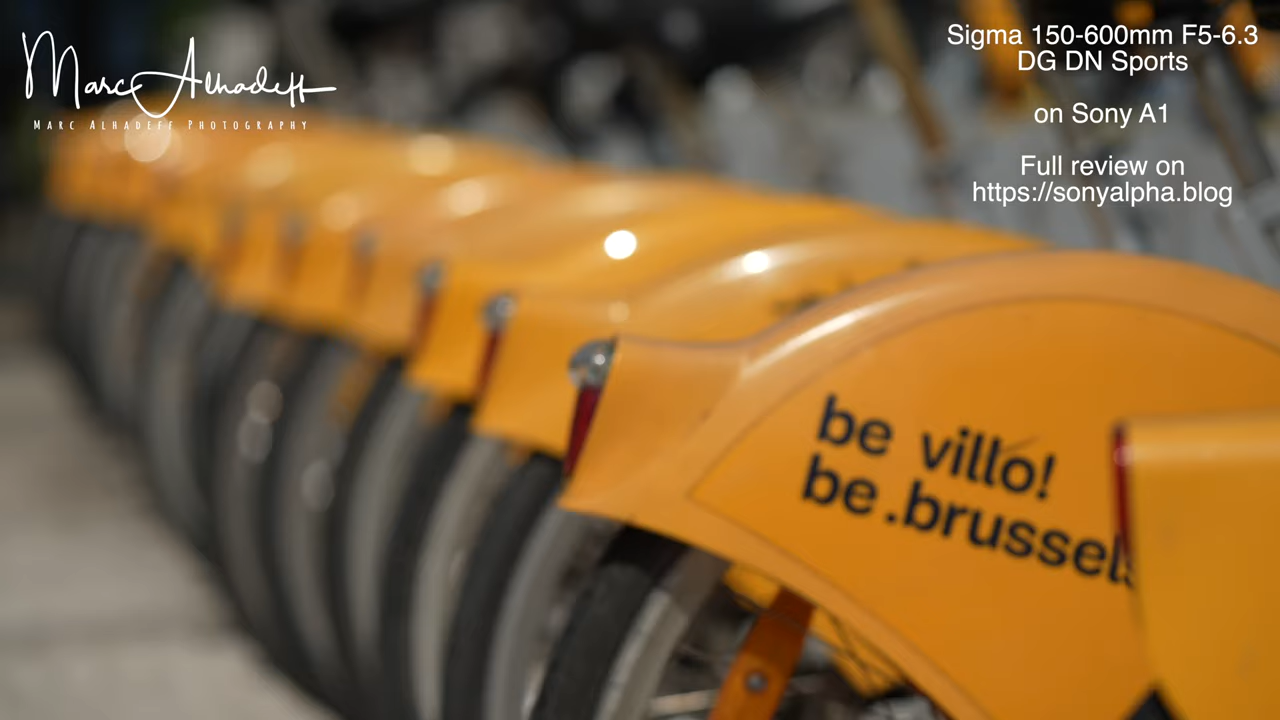 Marc Alhadeff
MARC ALHADEFF PHOTOGRAPHY
Sigma 150-600mm F5-6.3
DG DN Sports
on Sony A1
Full review on
https://sonyalpha.blog
be villo!
be.brussels